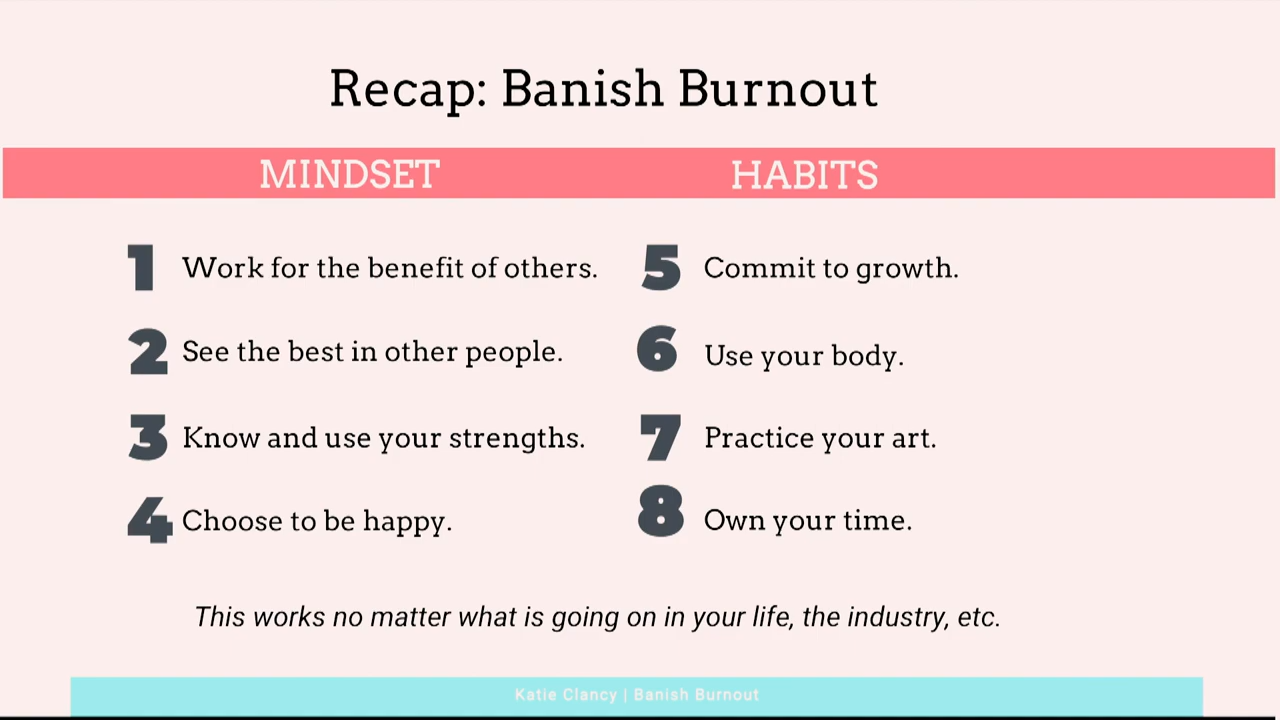 Recap: Banish Burnout
MINDSET
HABITS
1 Work for the benefit of others.
2 See the best in other people.
3 Know and use your strengths.
4 Choose to be happy.
5 Commit to growth.
6 Use your body.
7 Practice your art.
8 Own your time.
This works no matter what is going on in your life, the industry, etc.
Katie Clancy | Banish Burnout